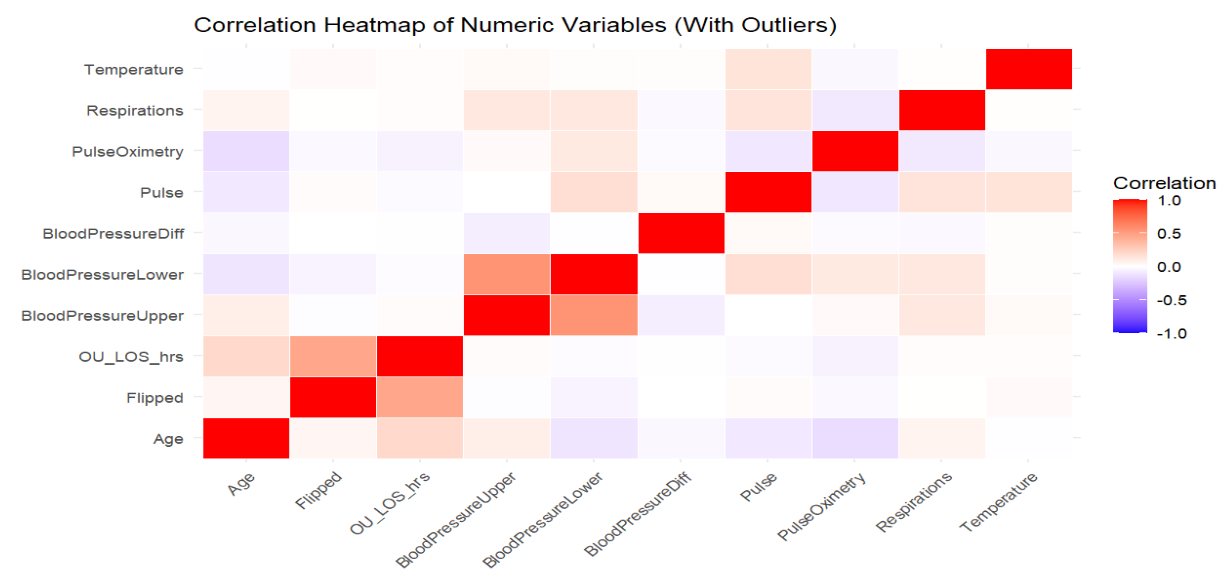 Correlation Heatmap of Numeric Variables (With Outliers)
Temperature
Respirations
PulseOximetry
Pulse
BloodPressureDiff
BloodPressureLower
BloodPressureUpper
OU_LOS_hrs
Flipped
Age
Age
Flipped
OU_LOS_hrs
BloodPressureUpper
BloodPressureLower
BloodPressureDiff
Pulse
PulseOximetry
Respirations
Temperature
Correlation
1.0
0.5
0.0
-0.5
-1.0